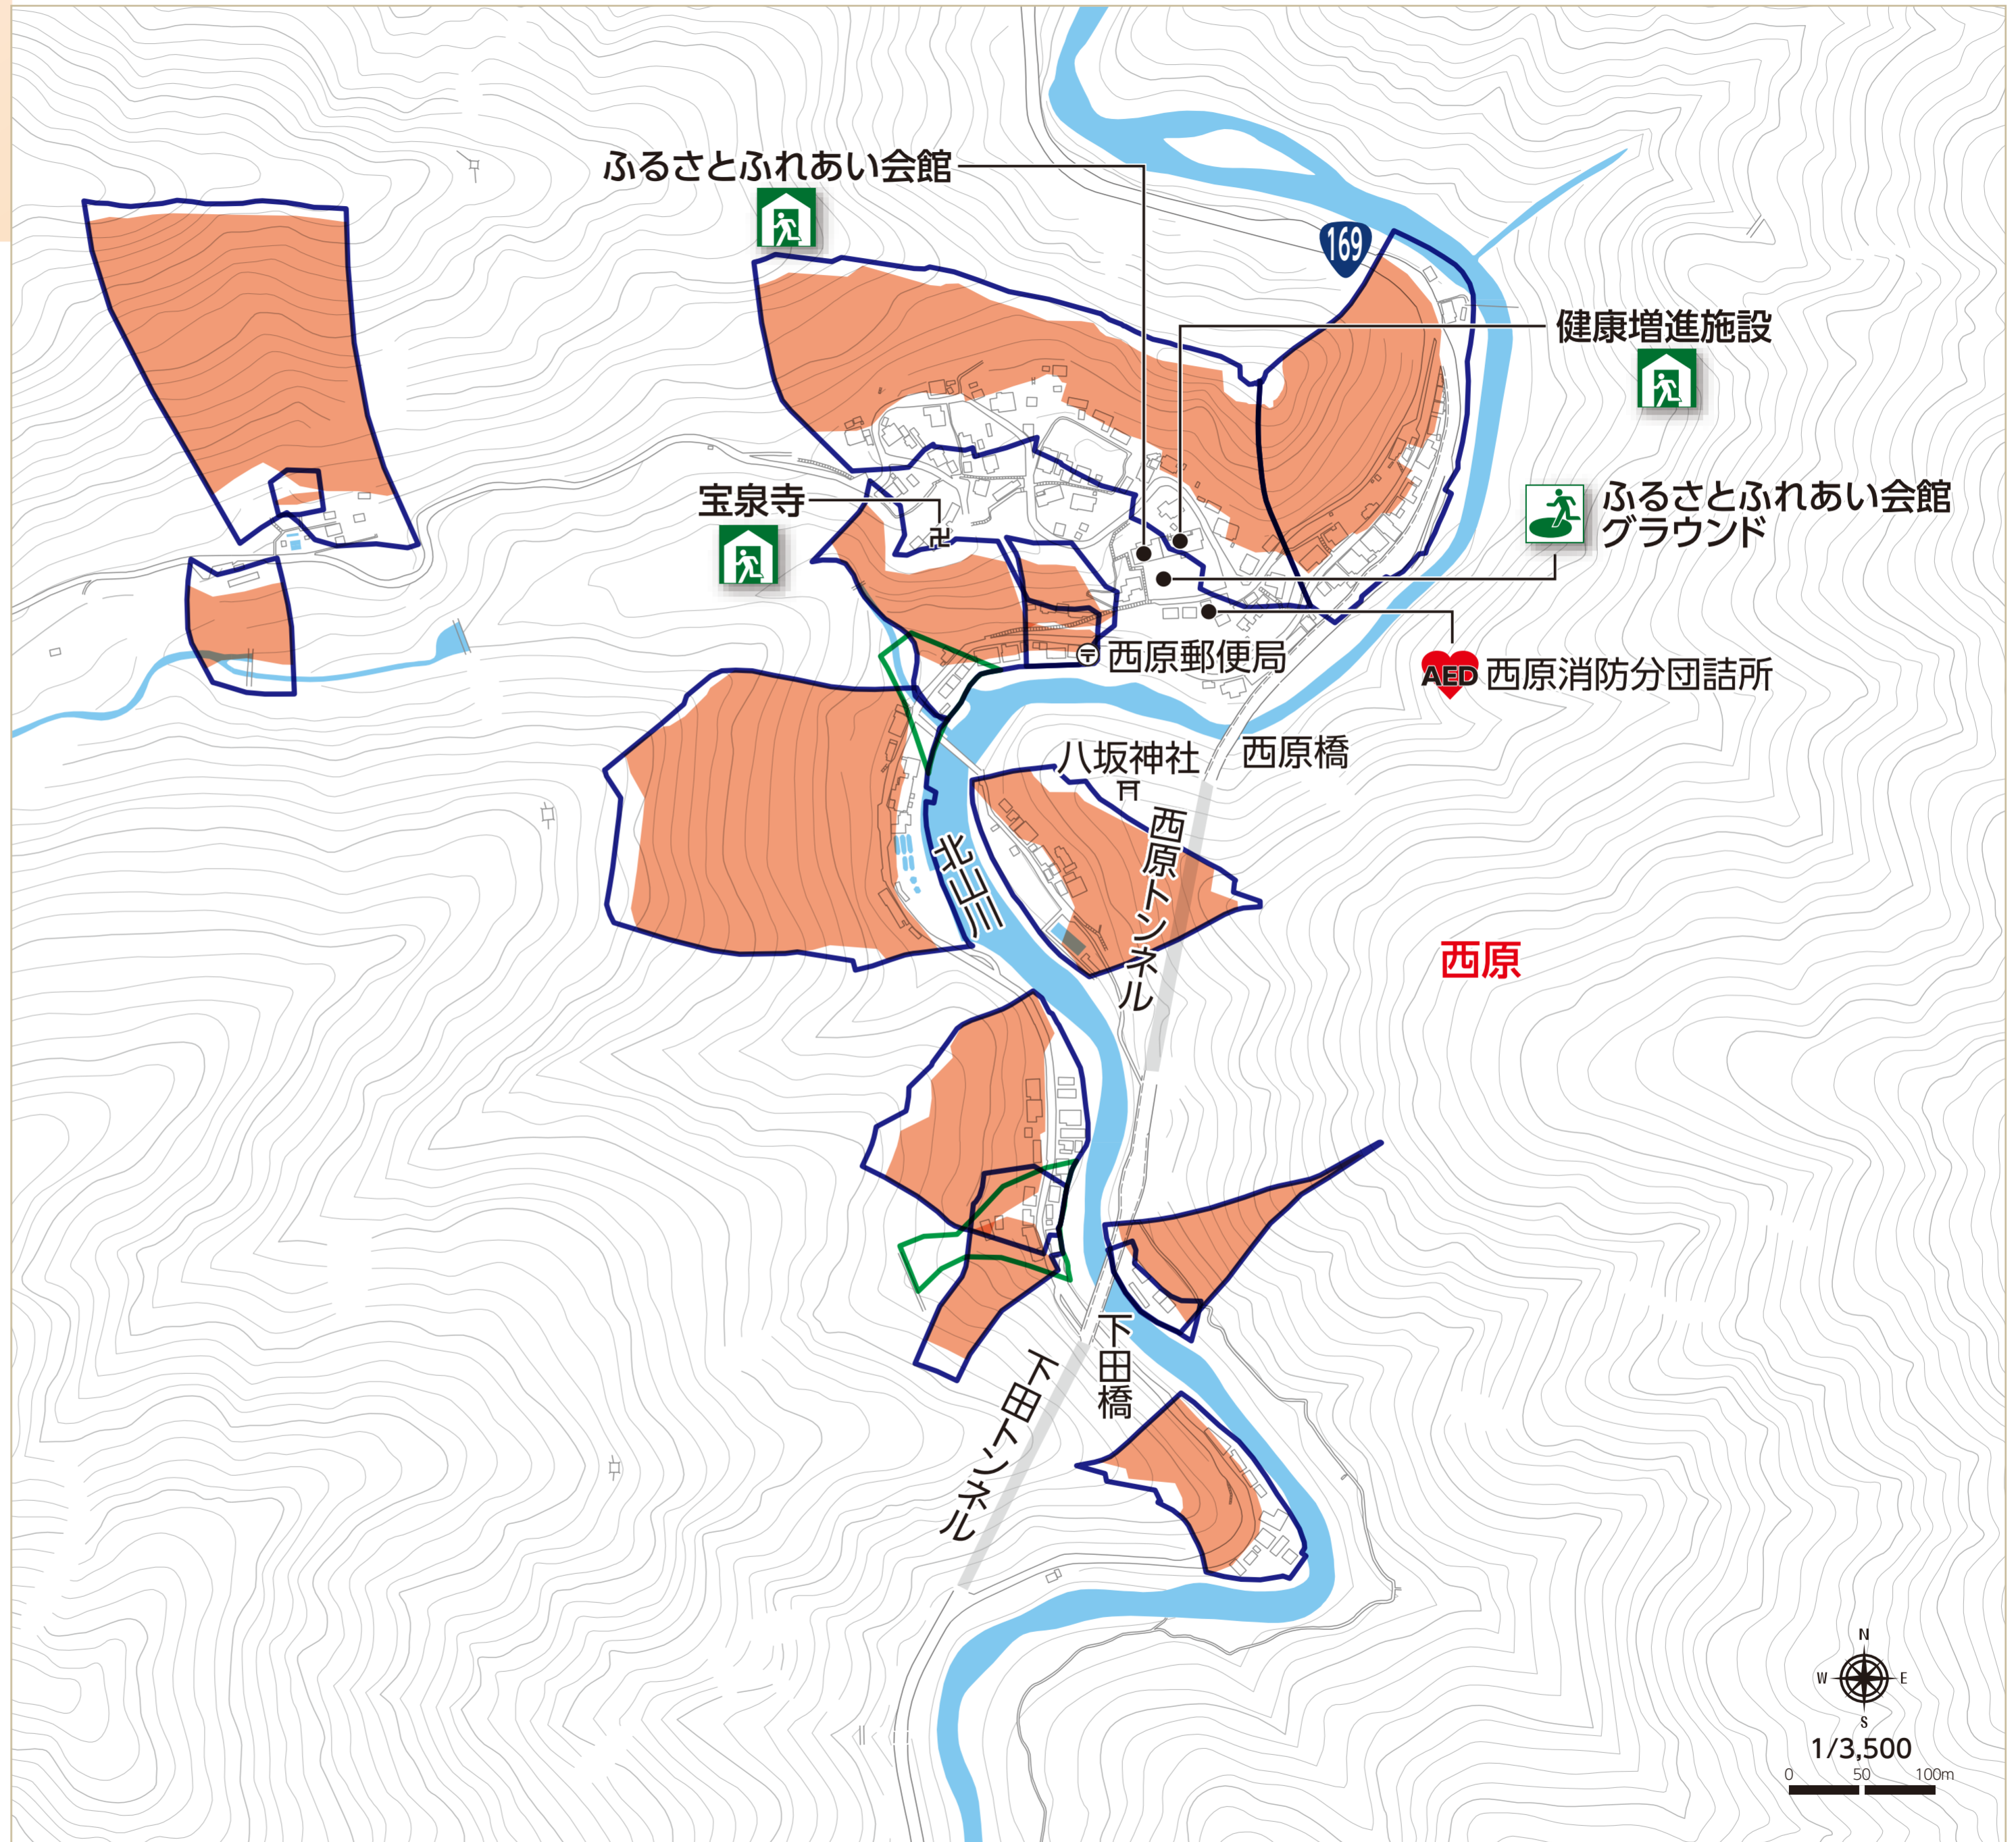 ふるさとふれあい会館
169
健康増進施設
宝泉寺
卍
ふるさとふれあい会館
グラウンド
〒
西原郵便局
AED
西原消防分団詰所
八坂神社
西原橋
西原トンネル
北山川
西原
下田橋
下田トンネル
N
W E
S
1/3,500
0 50 100m